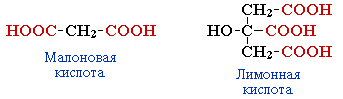 HOOC-CH2-COOH
Малоновая
кислота
CH2-COOH
HO-C-COOH
CH2-COOH
Лимонная
кислота